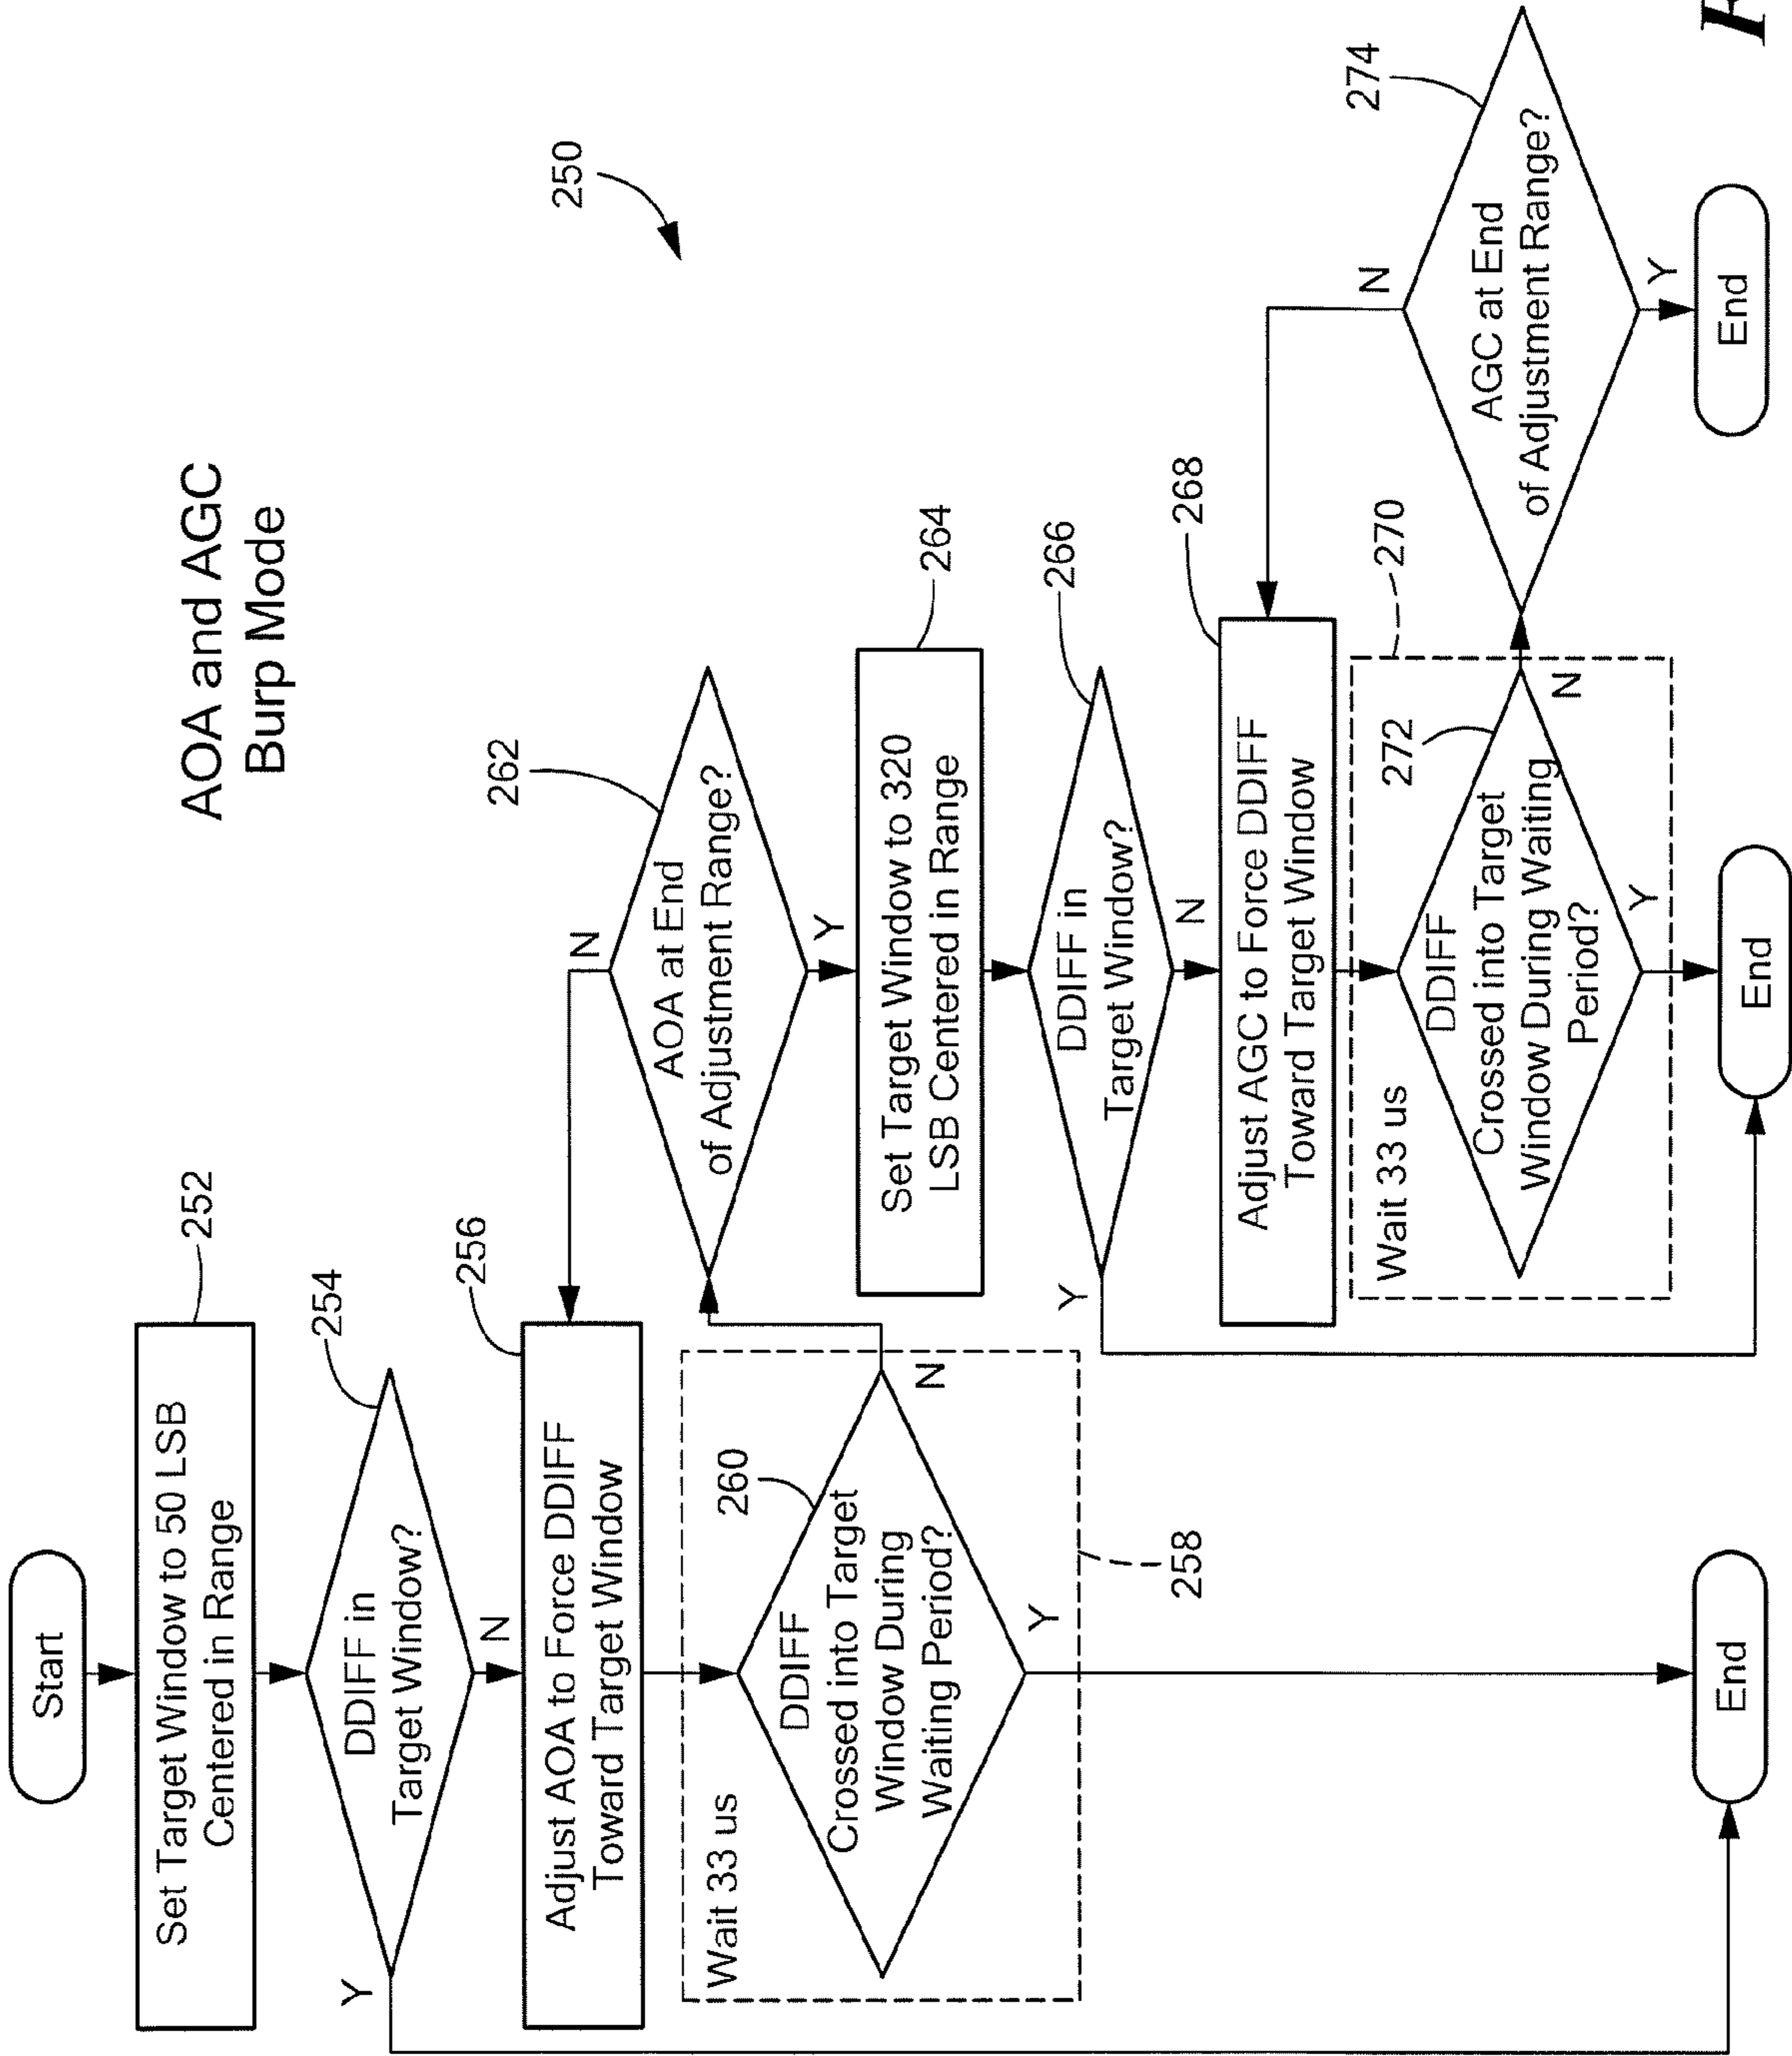 AOA and AGC
Burp Mode
250
Start
Set Target Window to 50 LSB
Centered in Range
252
DDIFF in
Target Window?
254
Y
N
Adjust AOA to Force DDIFF
Toward Target Window
256
Wait 33 us
DDIFF
Crossed into Target
Window During
Waiting Period?
260
258
N
Y
End
AOA at End
of Adjustment Range?
262
N
Y
Set Target Window to 320
LSB Centered in Range
264
DDIFF in
Target Window?
266
Y
N
Adjust AGC to Force DDIFF
Toward Target Window
268
Wait 33 us
DDIFF
Crossed into Target
Window During Waiting
Period?
272
270
N
Y
End
AGC at End
of Adjustment Range?
274
N
Y
End